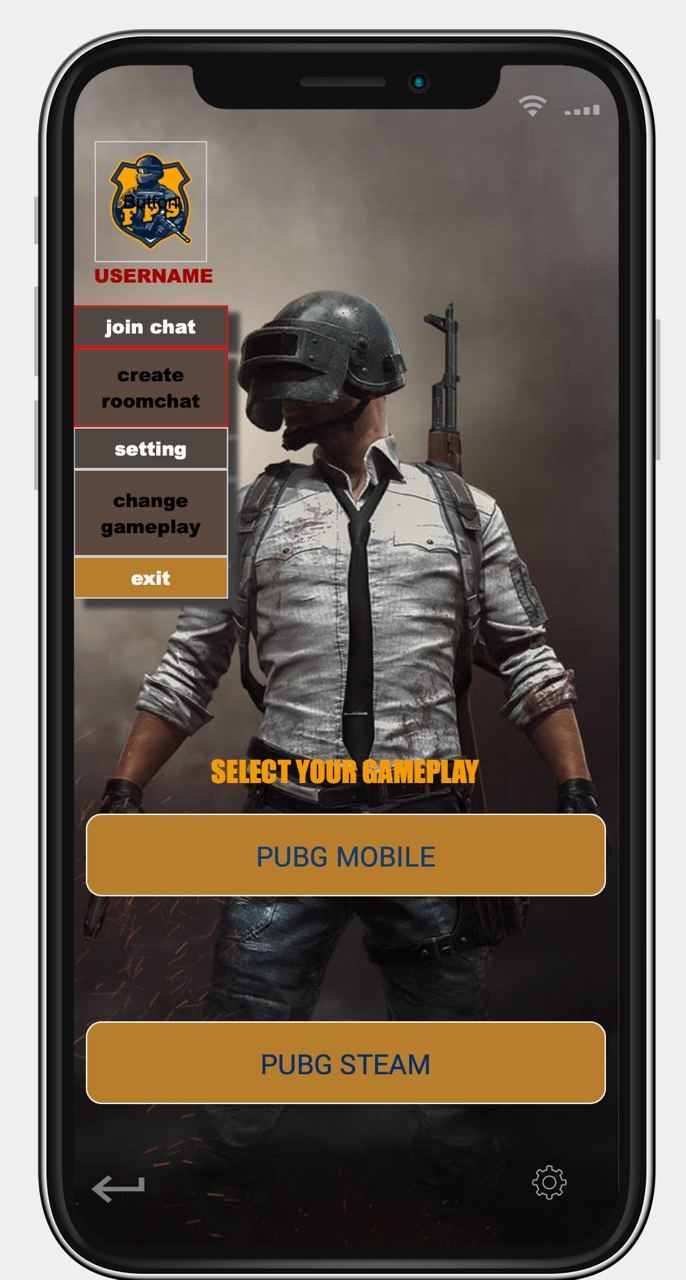 Button
FPS
USERNAME
join chat
create
roomchat
setting
change
gameplay
exit
SELECT YOUR GAMEPLAY
PUBG MOBILE
PUBG STEAM